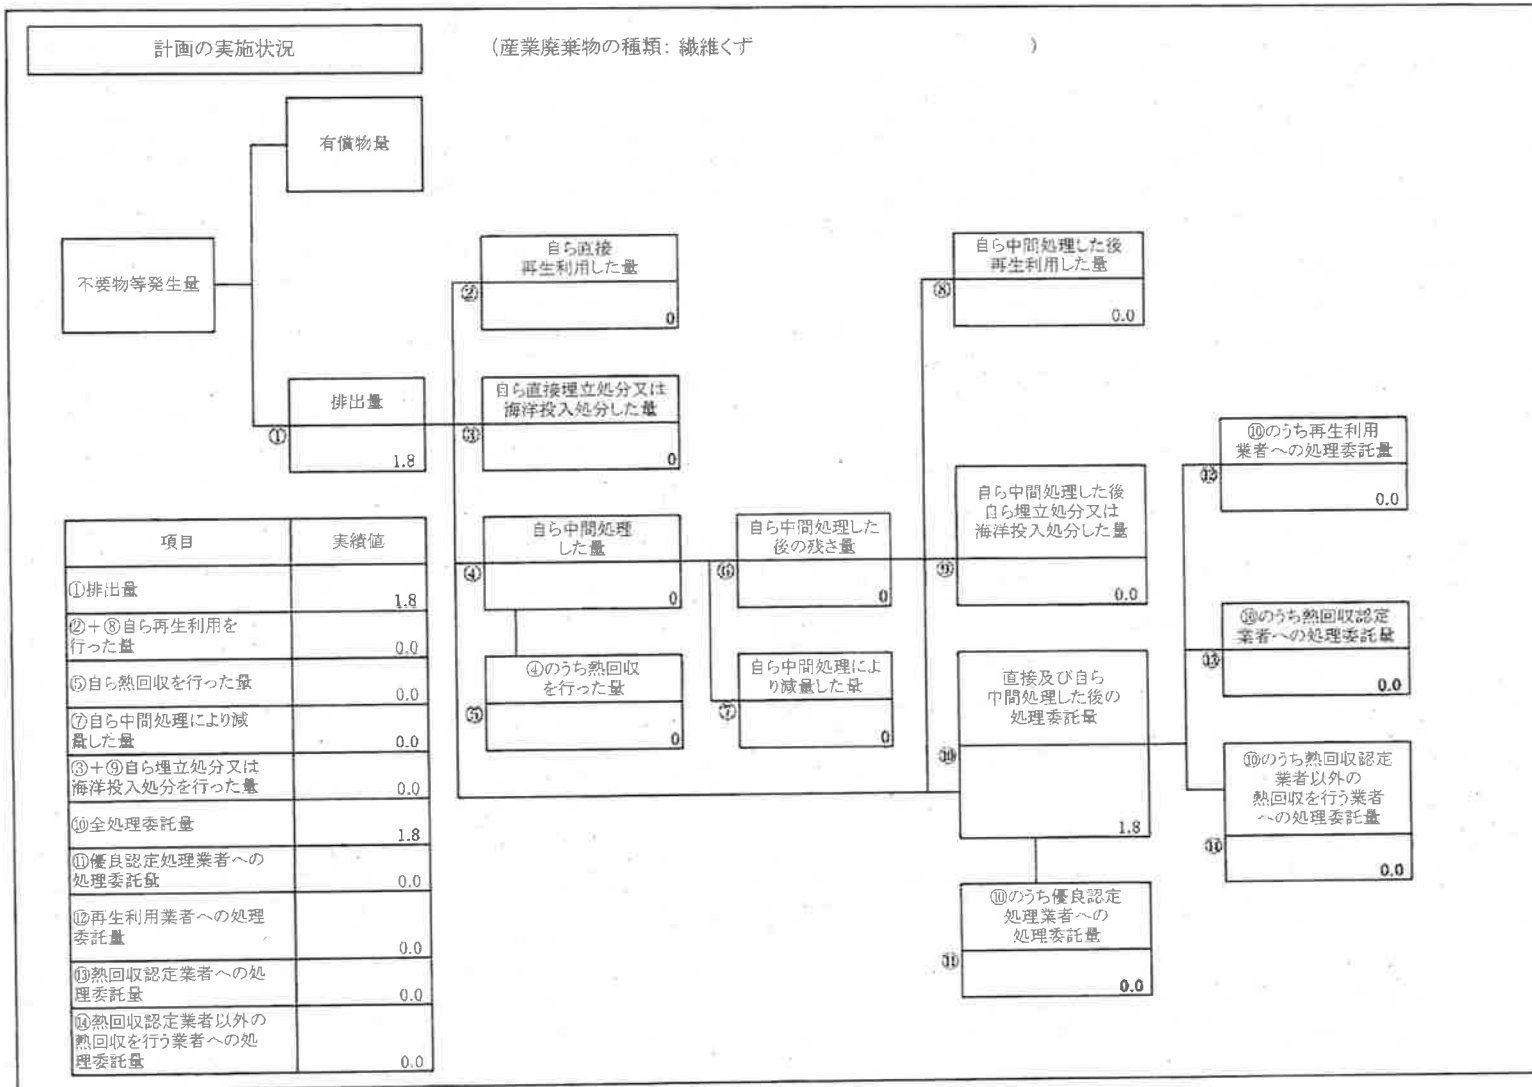 計画の実施状況
(産業廃棄物の種類: 繊維くず )
有償物量
不要物等発生量
排出量
①
1.8
自ら直接
再生利用した量
②
0
自ら直接埋立処分又は
海洋投入処分した量
③
0
自ら中間処理
した量
④
0
④のうち熱回収
を行った量
⑤
0
自ら中間処理した
後の残さ量
⑥
0
自ら中間処理によ
り減量した量
⑦
0
自ら中間処理した後
再生利用した量
⑧
0.0
自ら中間処理した後
自ら埋立処分又は
海洋投入処分した量
⑨
0.0
直接及び自ら
中間処理した後の
処理委託量
⑩
1.8
⑩のうち優良認定
処理業者への
処理委託量
⑪
0.0
⑩のうち再生利用
業者への処理委託量
⑫
0.0
⑩のうち熱回収認定
業者への処理委託量
⑬
0.0
⑩のうち熱回収認定
業者以外の
熱回収を行う業者
への処理委託量
⑭
0.0
項目 実績値
①排出量 1.8
②+⑧自ら再生利用を
行った量 0.0
⑤自ら熱回収を行った量 0.0
⑦自ら中間処理により減
量した量 0.0
③+⑨自ら埋立処分又は
海洋投入処分を行った量 0.0
⑩全処理委託量 1.8
⑪優良認定処理業者への
処理委託量 0.0
⑫再生利用業者への処理
委託量 0.0
⑬熱回収認定業者への処
理委託量 0.0
⑭熱回収認定業者以外の
熱回収を行う業者への処
理委託量 0.0